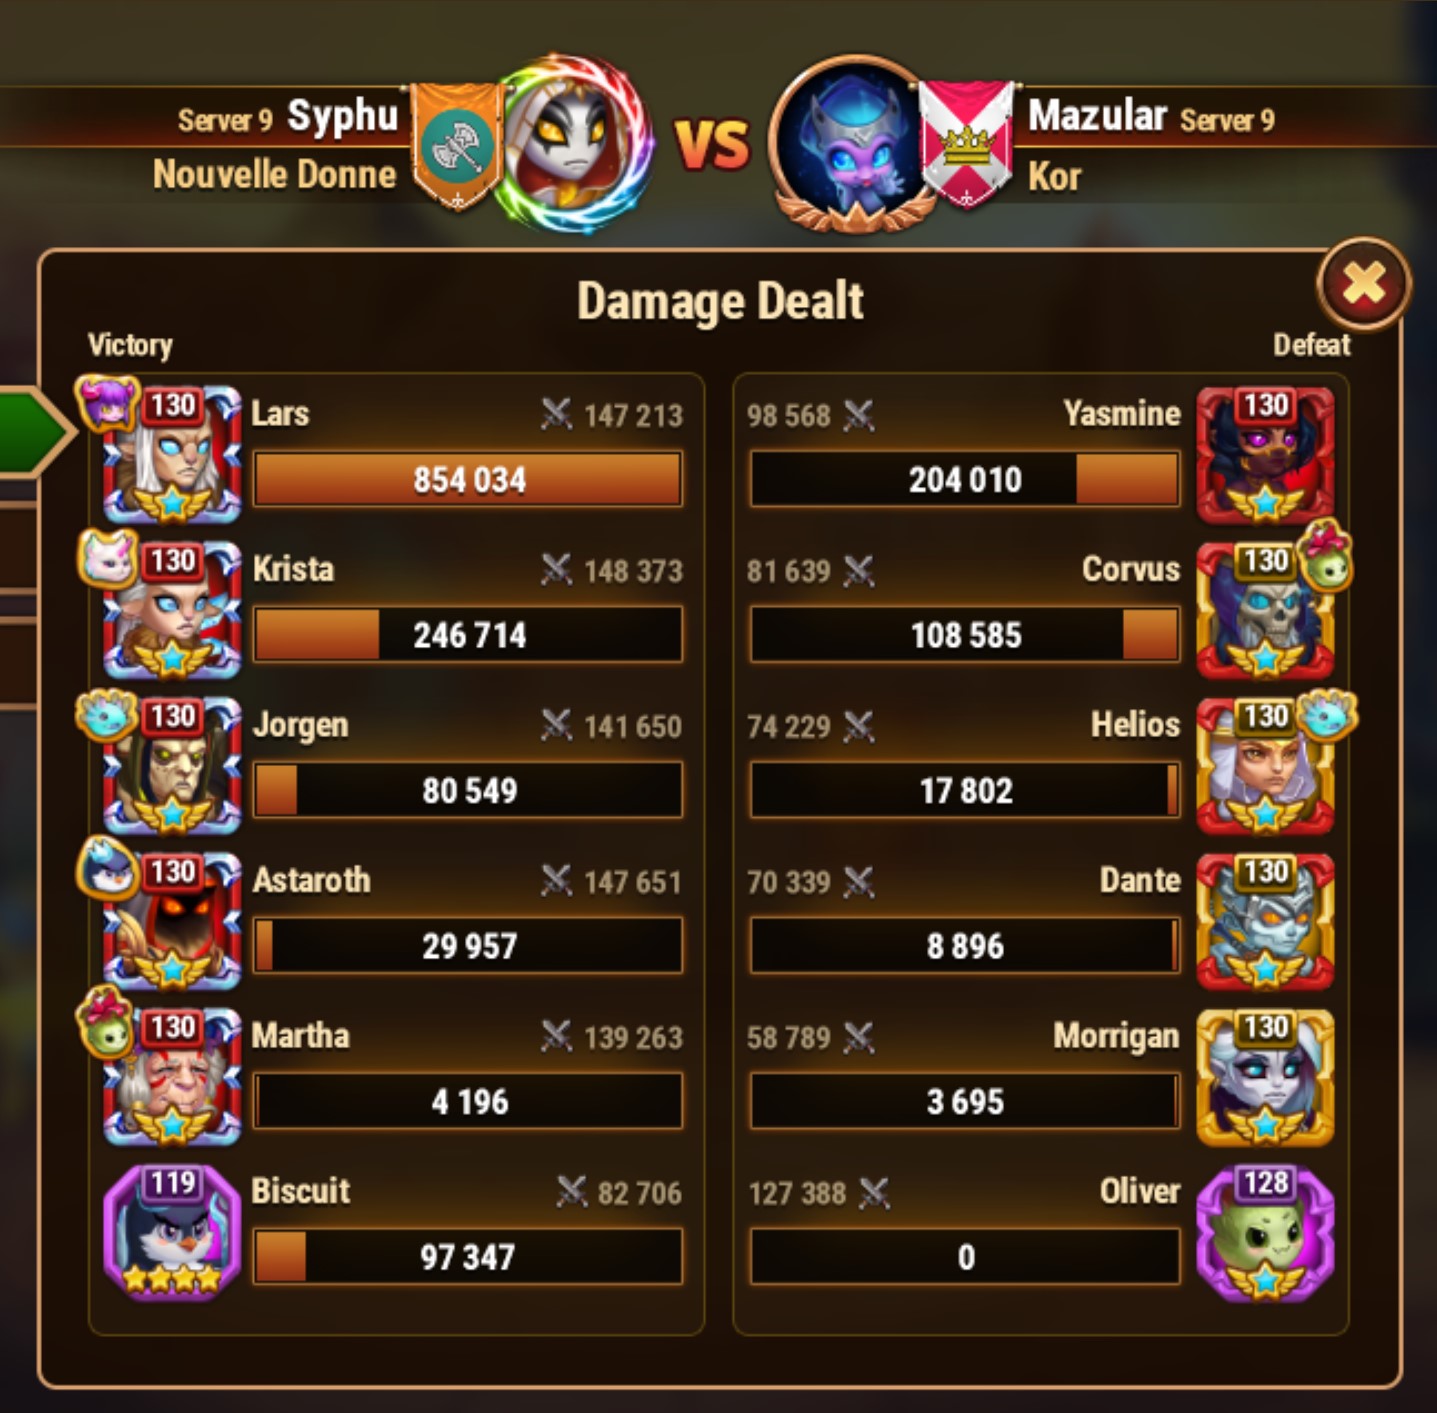 Server 9 Syphu
Nouvelle Donne
VS
Mazular Server 9
Kor
Damage Dealt
Victory
Defeat
130 Lars 147 213
854 034
98 568 Yasmine 130
204 010
130 Krista 148 373
246 714
81 639 Corvus 130
108 585
130 Jorgen 141 650
80 549
74 229 Helios 130
17 802
130 Astaroth 147 651
29 957
70 339 Dante 130
8 896
130 Martha 139 263
4 196
58 789 Morrigan 130
3 695
119 Biscuit 82 706
97 347
127 388 Oliver 128
0